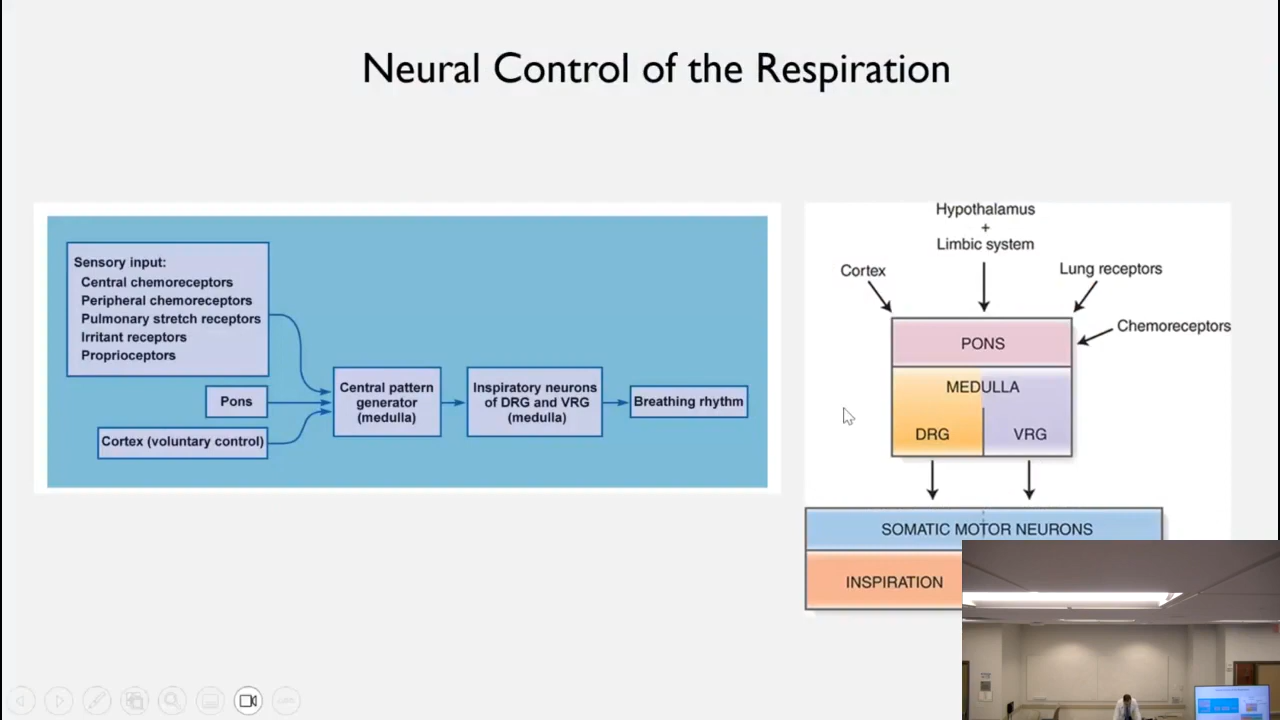 Neural Control of the Respiration
Sensory input:
Central chemoreceptors
Peripheral chemoreceptors
Pulmonary stretch receptors
Irritant receptors
Proprioceptors
Pons
Cortex (voluntary control)
Central pattern
generator
(medulla)
Inspiratory neurons
of DRG and VRG
(medulla)
Breathing rhythm
Hypothalamus
+
Limbic system
Cortex
Lung receptors
Chemoreceptors
PONS
MEDULLA
DRG
VRG
SOMATIC MOTOR NEURONS
INSPIRATION